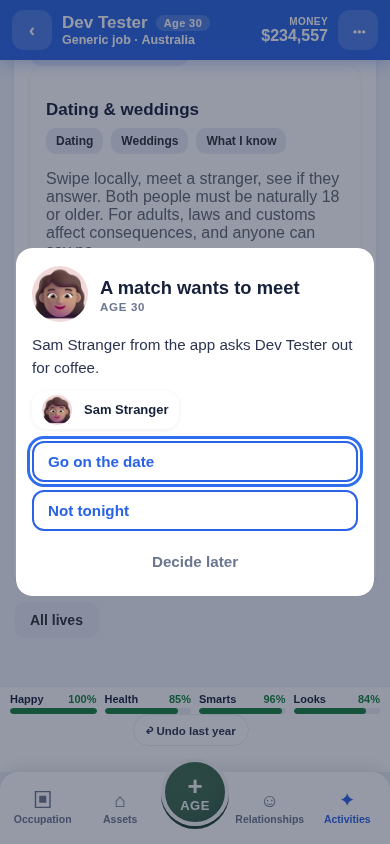 Dev Tester Age 30
Generic job · Australia
MONEY
$234,557
Dating & weddings
Dating Weddings What I know
Swipe locally, meet a stranger, see if they
answer. Both people must be naturally 18
or older. For adults, laws and customs
affect consequences, and anyone can
A match wants to meet
AGE 30
Sam Stranger from the app asks Dev Tester out
for coffee.
Sam Stranger
Go on the date
Not tonight
Decide later
All lives
Happy 100% Health 85% Smarts 96% Looks 84%
Undo last year
+
AGE
Occupation Assets Relationships Activities